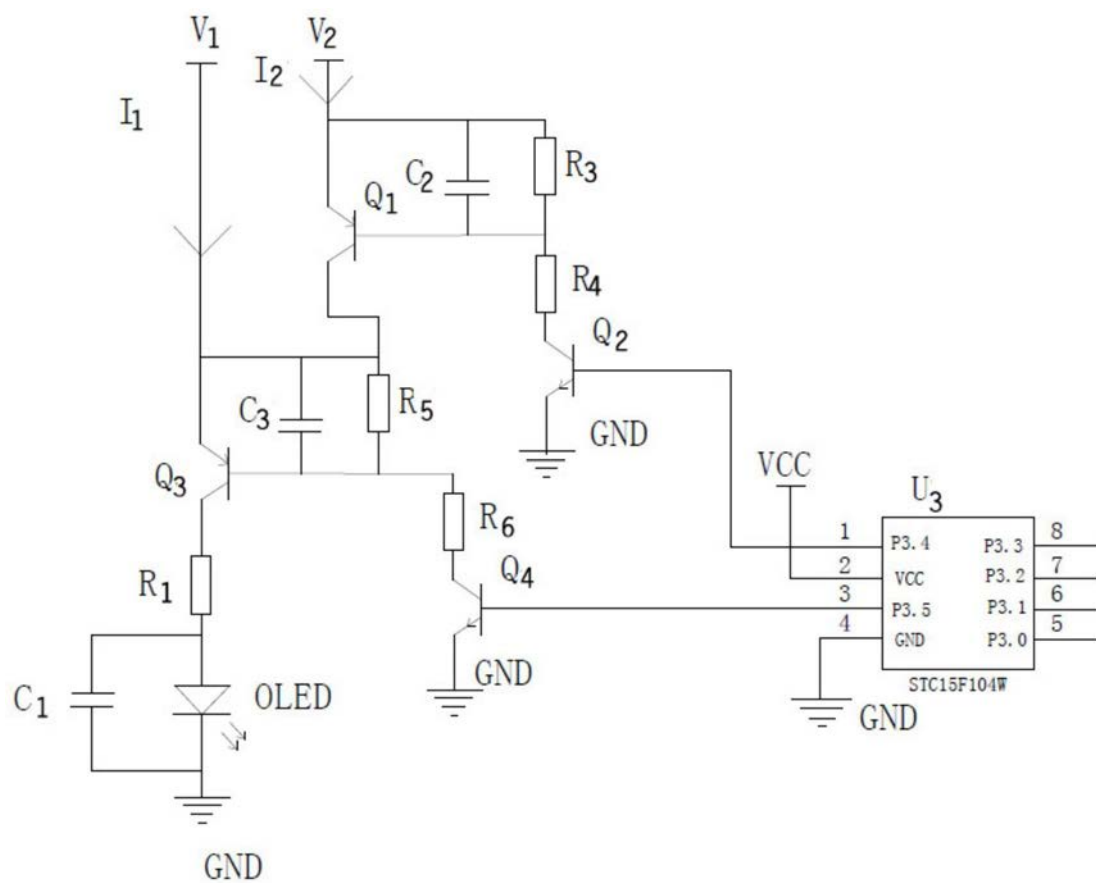 V1
V2
I1
I2
C2
R3
Q1
R4
Q2
C3
R5
GND
Q3
VCC
U3
R6
1 P3.4 P3.3 8
Q4
2 VCC P3.2 7
R1
3 P3.5 P3.1 6
4 GND P3.0 5
GND
STC15F104W
C1
OLED
GND
GND